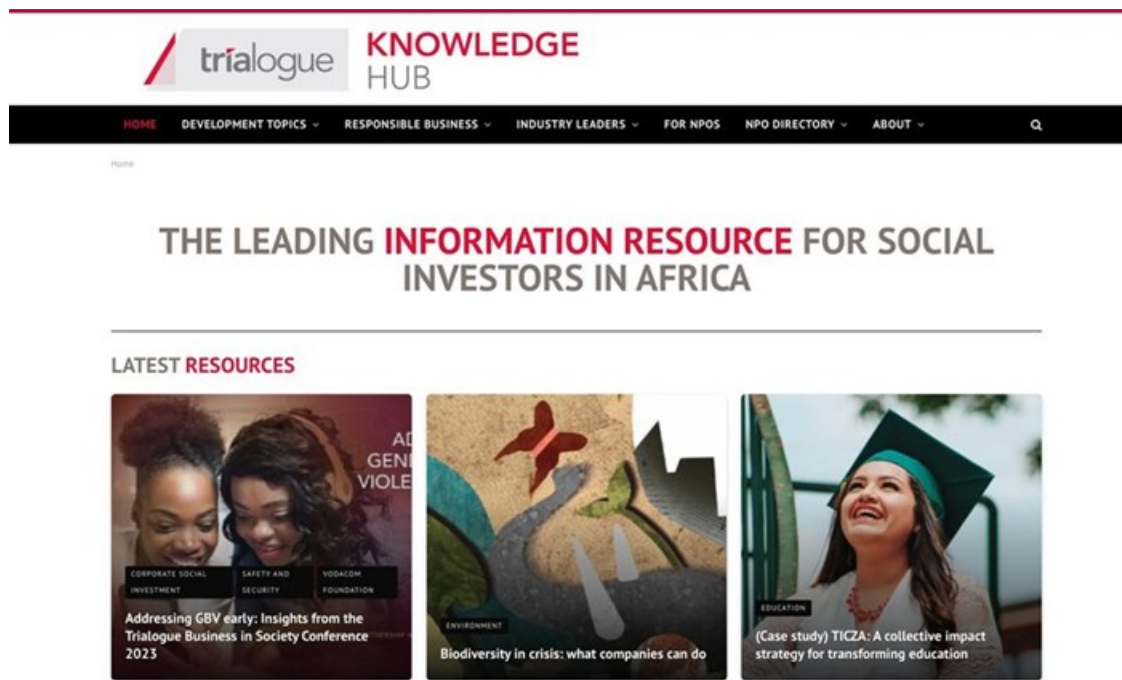 trialogue KNOWLEDGE
HUB
HOME DEVELOPMENT TOPICS RESPONSIBLE BUSINESS INDUSTRY LEADERS FOR NPOS NPO DIRECTORY ABOUT
Home
THE LEADING INFORMATION RESOURCE FOR SOCIAL
INVESTORS IN AFRICA
LATEST RESOURCES
AD
GEN
VIOLE
CORPORATE SOCIAL
INVESTMENT
SAFETY AND
SECURITY
VODACOM
FOUNDATION
Addressing GBV early: Insights from the
Trialogue Business in Society Conference
2023
ENVIRONMENT
Biodiversity in crisis: what companies can do
EDUCATION
(Case study) TICZA: A collective impact
strategy for transforming education